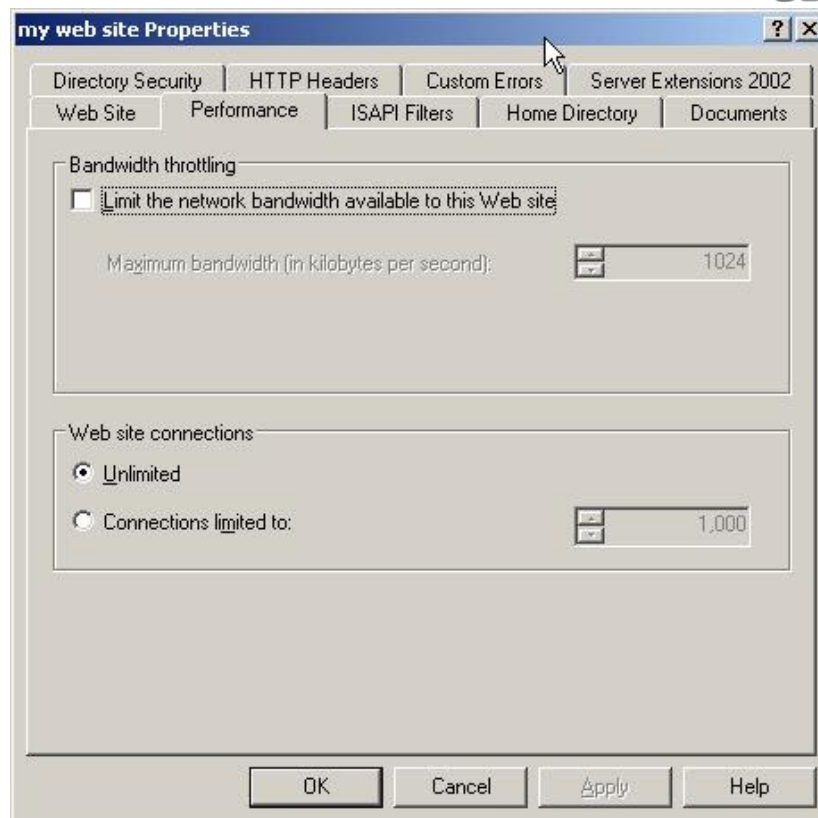 my web site Properties
Directory Security HTTP Headers Custom Errors Server Extensions 2002
Web Site Performance ISAPI Filters Home Directory Documents
Bandwidth throttling
Limit the network bandwidth available to this Web site
Maximum bandwidth (in kilobytes per second): 1024
Web site connections
Unlimited
Connections limited to: 1,000
OK Cancel Apply Help